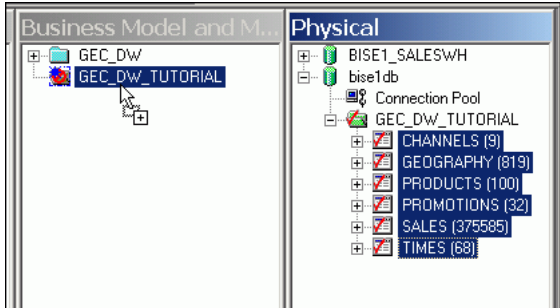 Business Model and M...
GEC_DW
GEC_DW_TUTORIAL
Physical
BISE1_SALESWH
bise1db
Connection Pool
GEC_DW_TUTORIAL
CHANNELS (9)
GEOGRAPHY (819)
PRODUCTS (100)
PROMOTIONS (32)
SALES (375585)
TIMES (68)